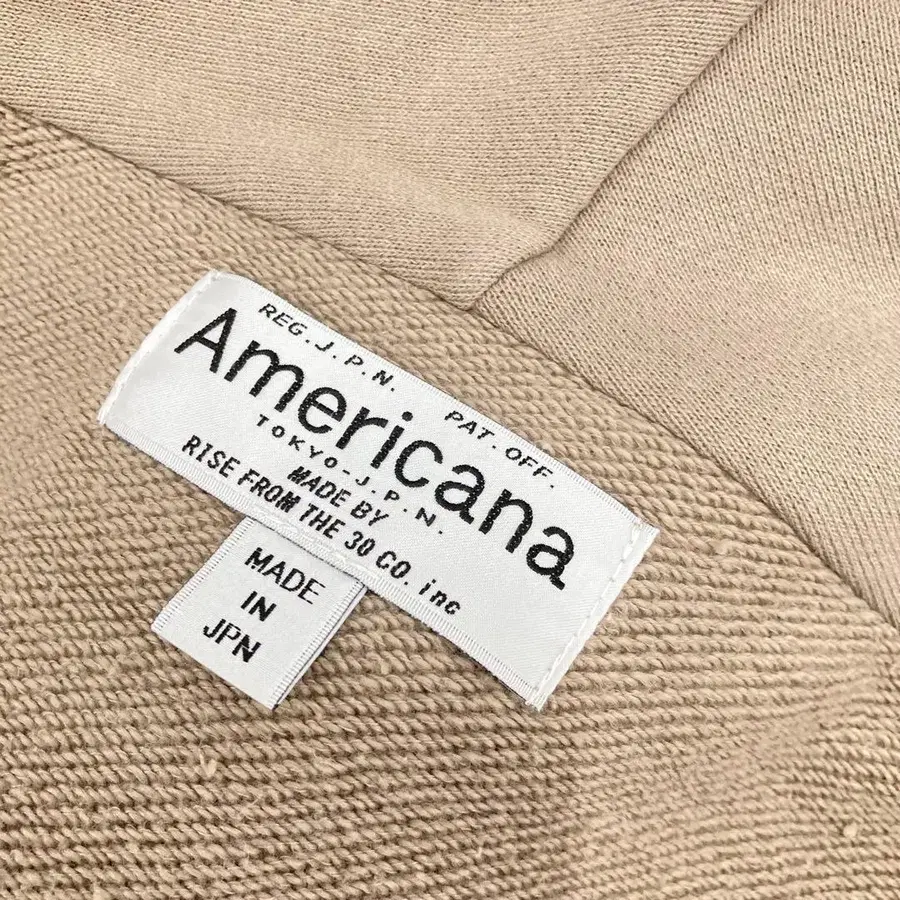 REG. J. P. N. PAT. OFF.
Americana
TOKYO-J.P.N.
MADE BY
RISE FROM THE 30 CO. inc
MADE
IN
JPN